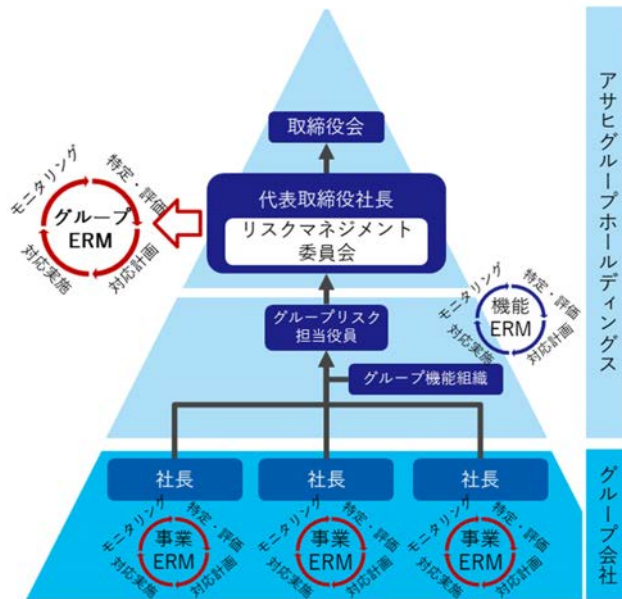 取締役会
代表取締役社長
リスクマネジメント
委員会
モニタリング
特定・評価
グループ
ERM
対応実施
対応計画
グループリスク
担当役員
モニタリング
特定・評価
機能
ERM
対応実施
対応計画
グループ機能組織
アサヒグループホールディングス
社長
社長
社長
モニタリング
特定・評価
事業
ERM
対応実施
対応計画
モニタリング
特定・評価
事業
ERM
対応実施
対応計画
モニタリング
特定・評価
事業
ERM
対応実施
対応計画
グループ会社